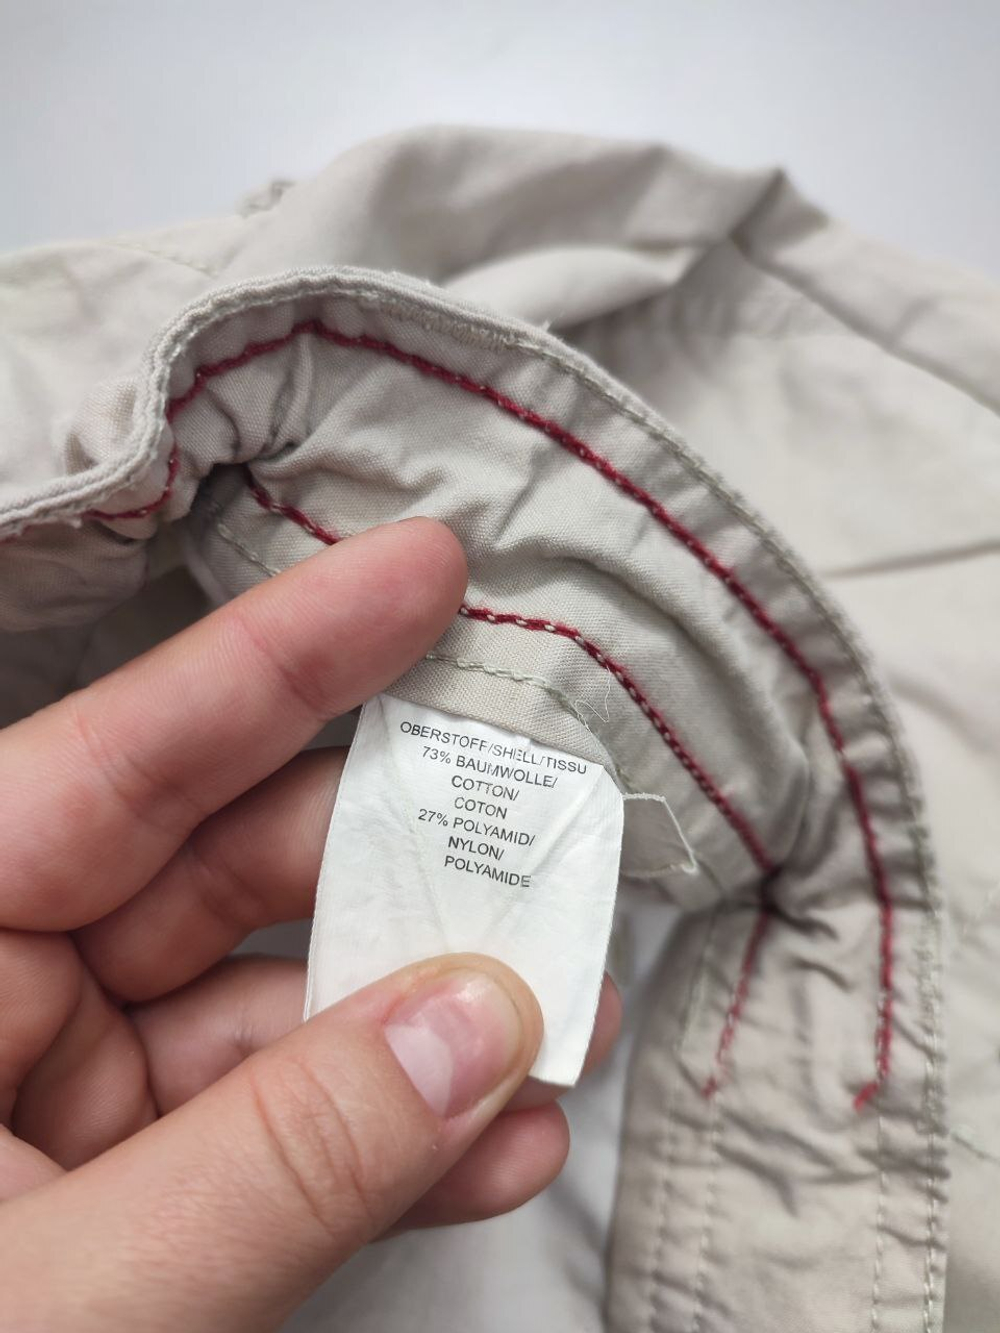 OBERSTOFF/SHELL/TISSU
73% BAUMWOLLE/
COTTON/
COTON
27% POLYAMID/
NYLON/
POLYAMIDE